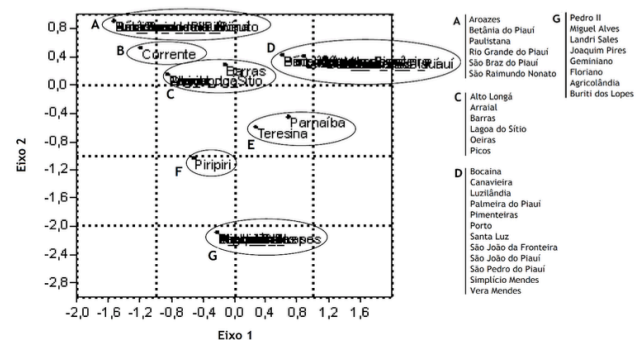 A
B
Corrente
Barras
C
D
Parnaíba
Teresina
E
Piripiri
F
G
0,8
0,4
0,0
-0,4
-0,8
-1,2
-1,6
-2,0
-2,4
-2,8
Eixo 2
-2,0 -1,6 -1,2 -0,8 -0,4 0,0 0,4 0,8 1,2 1,6
Eixo 1
A
Aroazes
Betânia do Piauí
Paulistana
Rio Grande do Piauí
São Braz do Piauí
São Raimundo Nonato
C
Alto Longá
Arraial
Barras
Lagoa do Sítio
Oeiras
Picos
D
Bocaina
Canavieira
Luzilândia
Palmeira do Piauí
Pimenteiras
Porto
Santa Luz
São João da Fronteira
São João do Piauí
São Pedro do Piauí
Simplício Mendes
Vera Mendes
G
Pedro II
Miguel Alves
Landri Sales
Joaquim Pires
Geminiano
Floriano
Agricolândia
Buriti dos Lopes